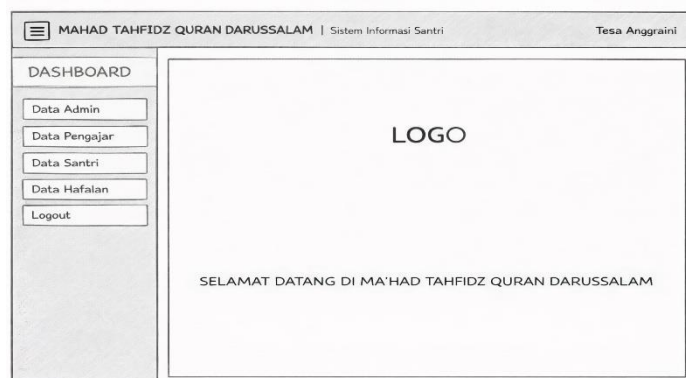 MAHAD TAHFIDZ QURAN DARUSSALAM | Sistem Informasi Santri Tesa Anggraini
DASHBOARD
Data Admin
Data Pengajar
Data Santri
Data Hafalan
Logout
LOGO
SELAMAT DATANG DI MA'HAD TAHFIDZ QURAN DARUSSALAM